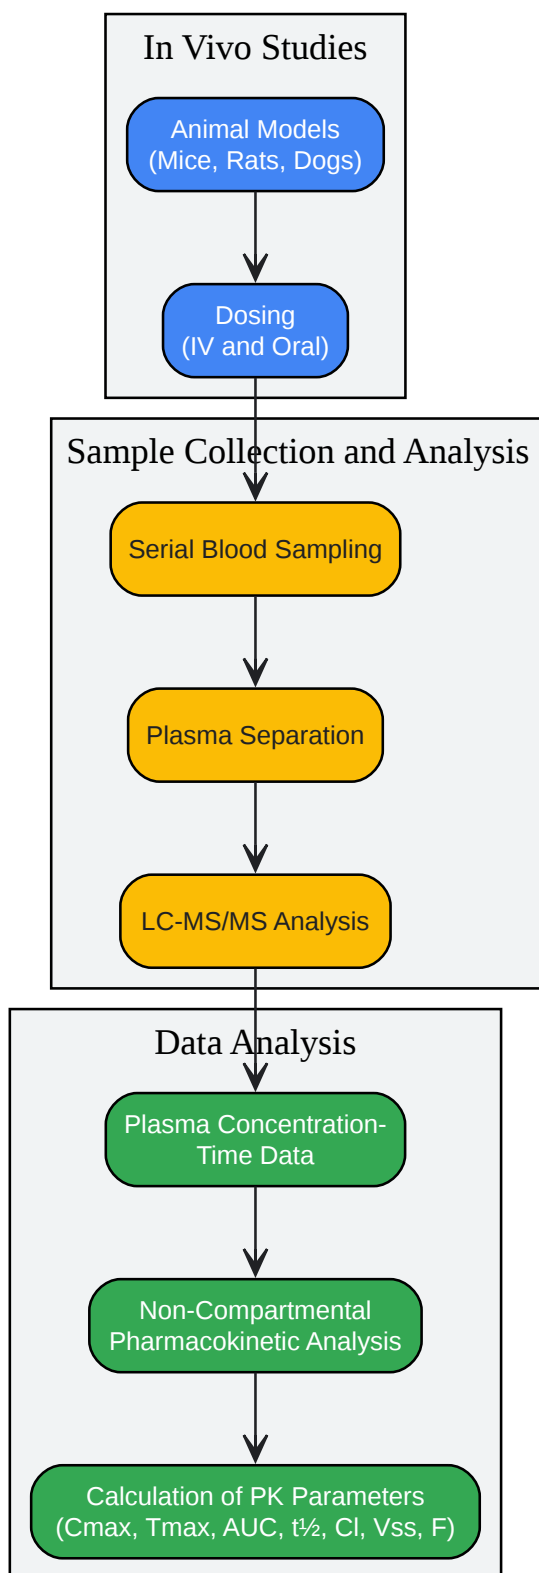 In Vivo Studies
Animal Models
(Mice, Rats, Dogs)
Dosing
(IV and Oral)
Sample Collection and Analysis
Serial Blood Sampling
Plasma Separation
LC-MS/MS Analysis
Data Analysis
Plasma Concentration-
Time Data
Non-Compartmental
Pharmacokinetic Analysis
Calculation of PK Parameters
(Cmax, Tmax, AUC, t½, Cl, Vss, F)